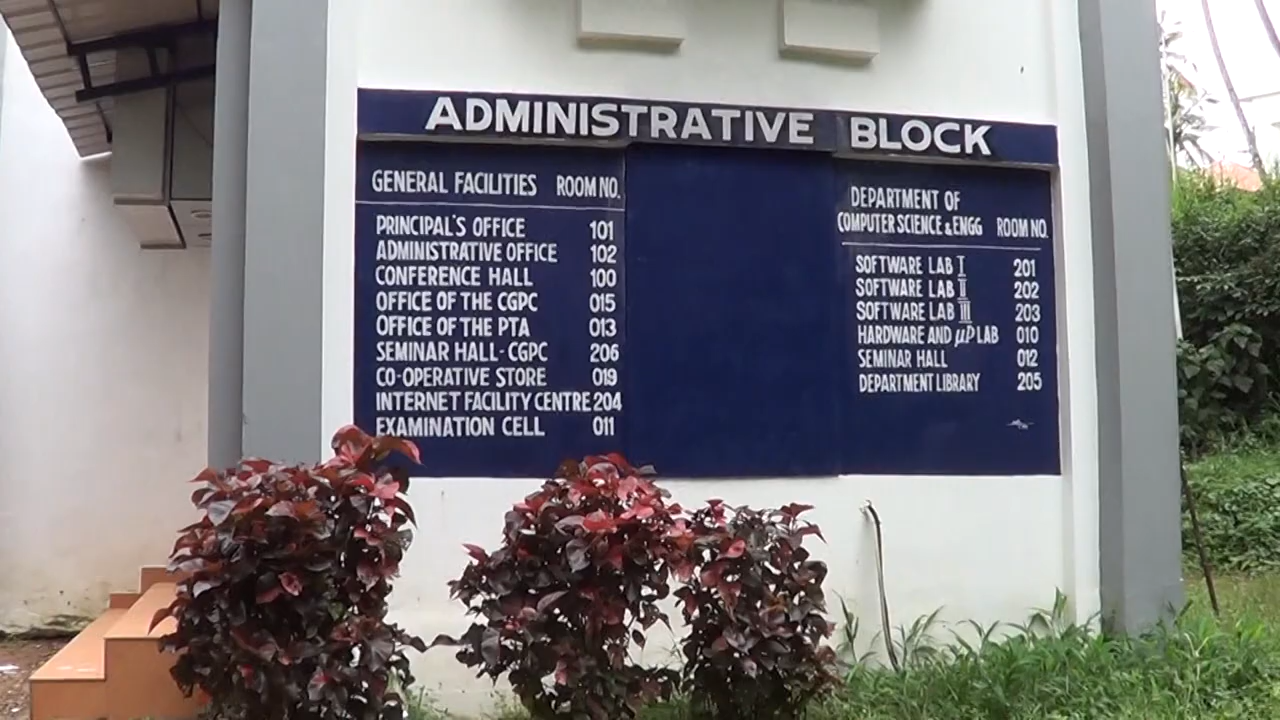 ADMINISTRATIVE BLOCK
GENERAL FACILITIES ROOM NO.
PRINCIPAL'S OFFICE 101
ADMINISTRATIVE OFFICE 102
CONFERENCE HALL 100
OFFICE OF THE CGPC 015
OFFICE OF THE PTA 013
SEMINAR HALL-CGPC 206
CO-OPERATIVE STORE 019
INTERNET FACILITY CENTRE 204
EXAMINATION CELL 011
DEPARTMENT OF
COMPUTER SCIENCE & ENGG ROOM NO.
SOFTWARE LAB I 201
SOFTWARE LAB II 202
SOFTWARE LAB III 203
HARDWARE AND µP LAB 010
SEMINAR HALL 012
DEPARTMENT LIBRARY 205